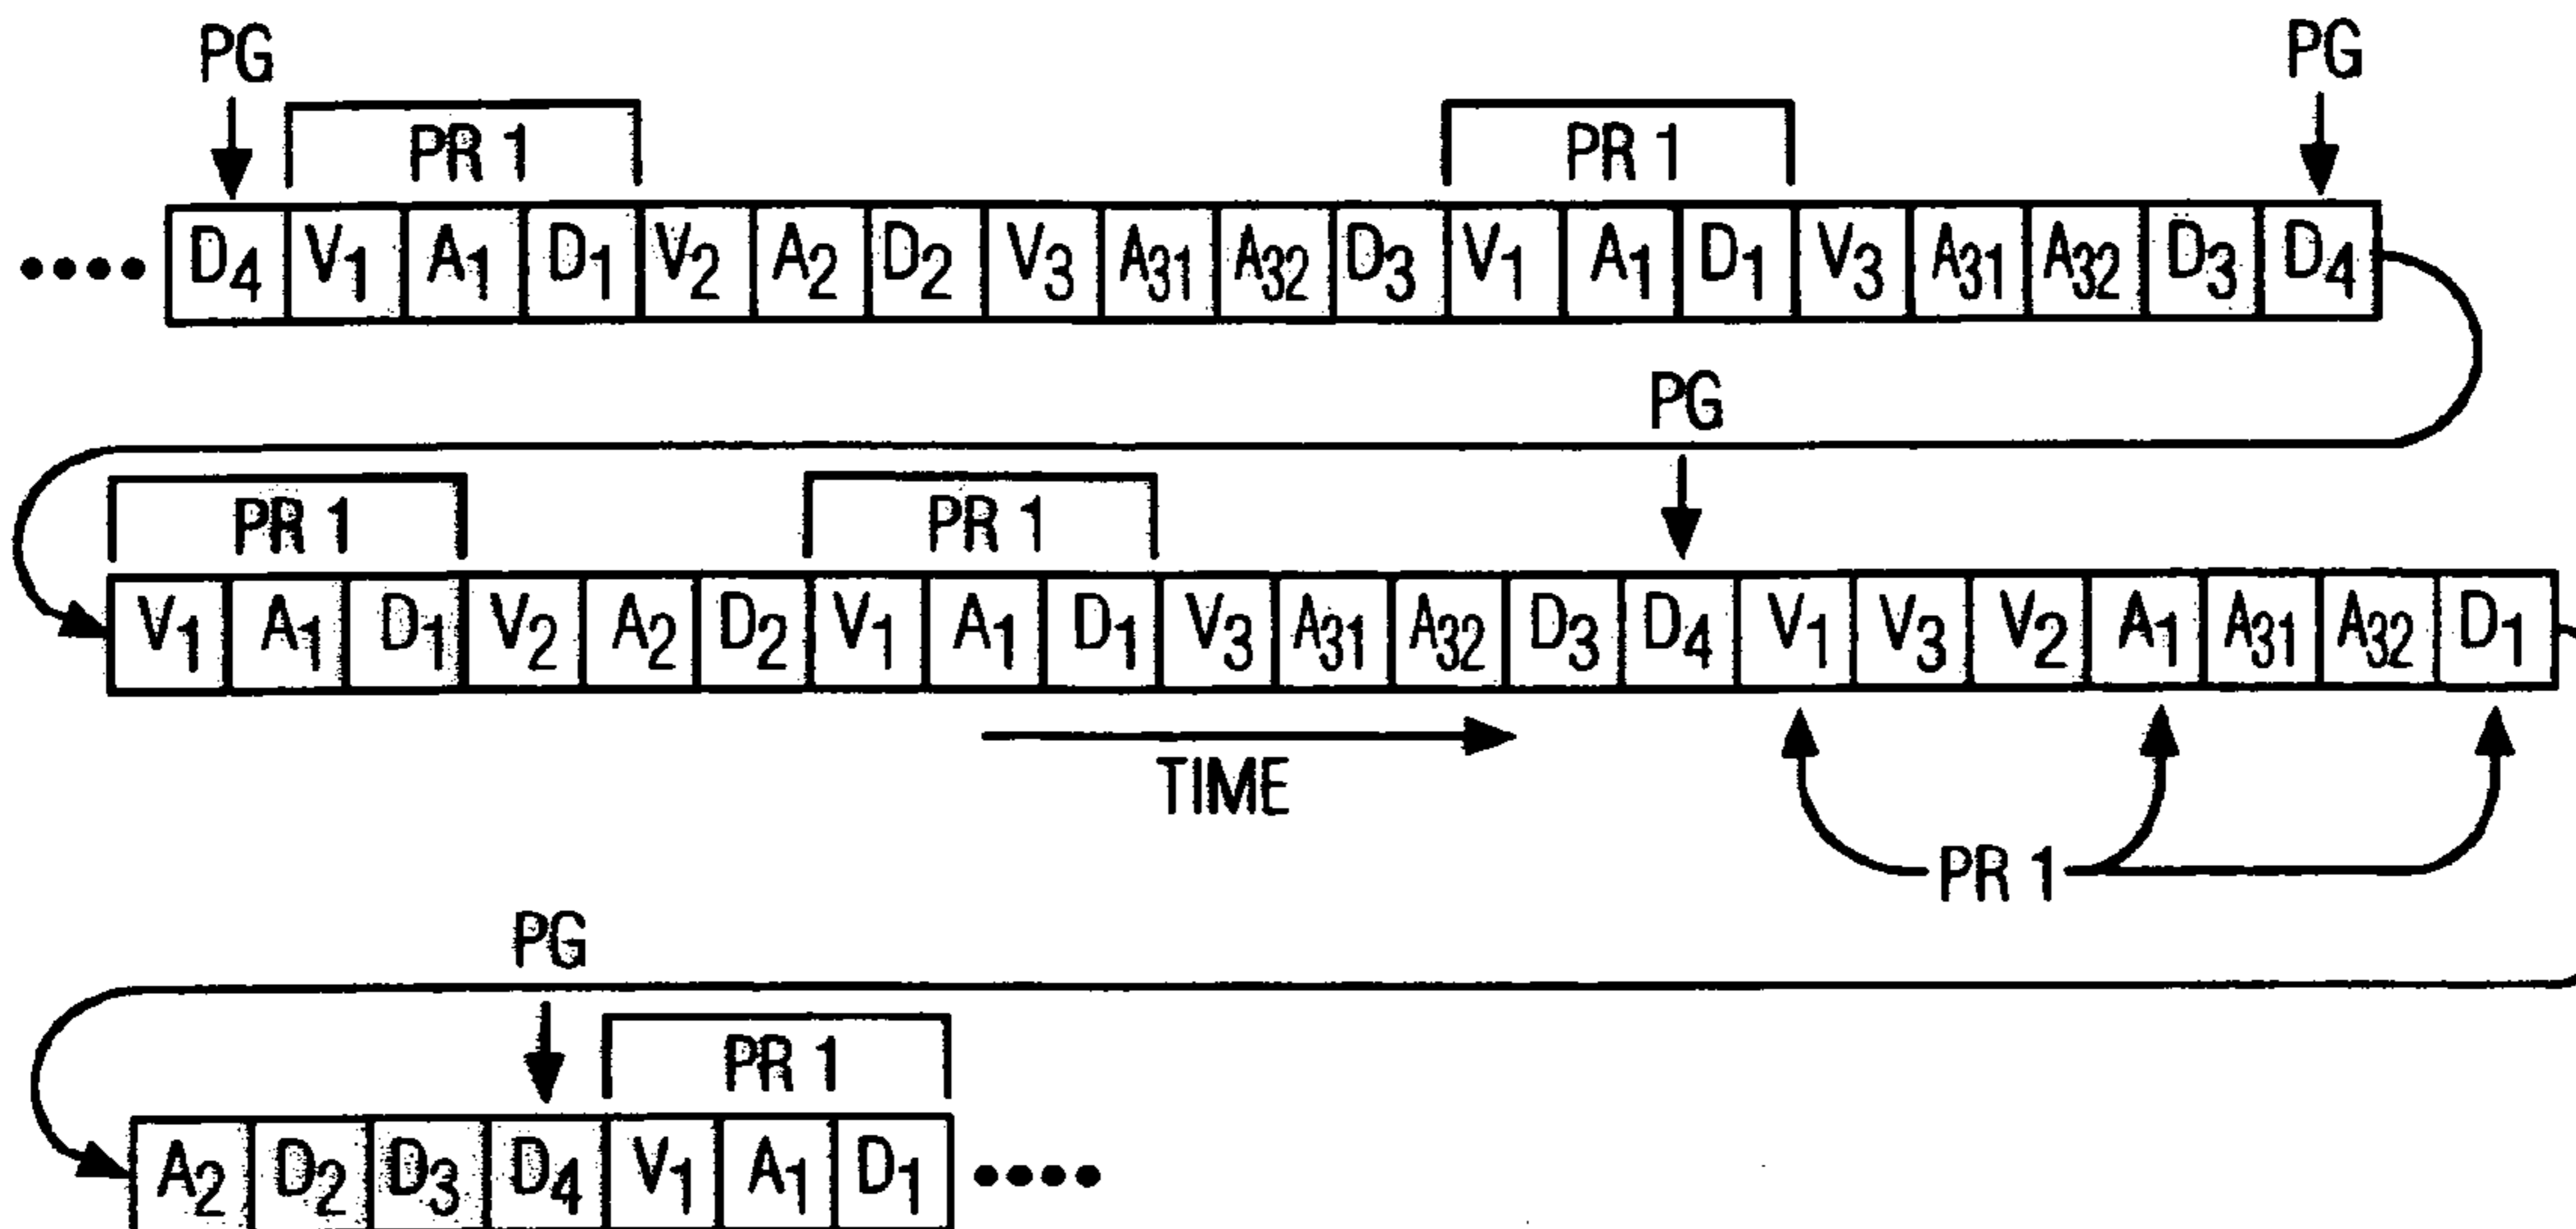 PG PG
PR 1 PR 1
D4 V1 A1 D1 V2 A2 D2 V3 A31 A32 D3 V1 A1 D1 V3 A31 A32 D3 D4
PG
PR 1 PR 1
V1 A1 D1 V2 A2 D2 V1 A1 D1 V3 A31 A32 D3 D4 V1 V3 V2 A1 A31 A32 D1
TIME
PR 1
PG
PR 1
A2 D2 D3 D4 V1 A1 D1